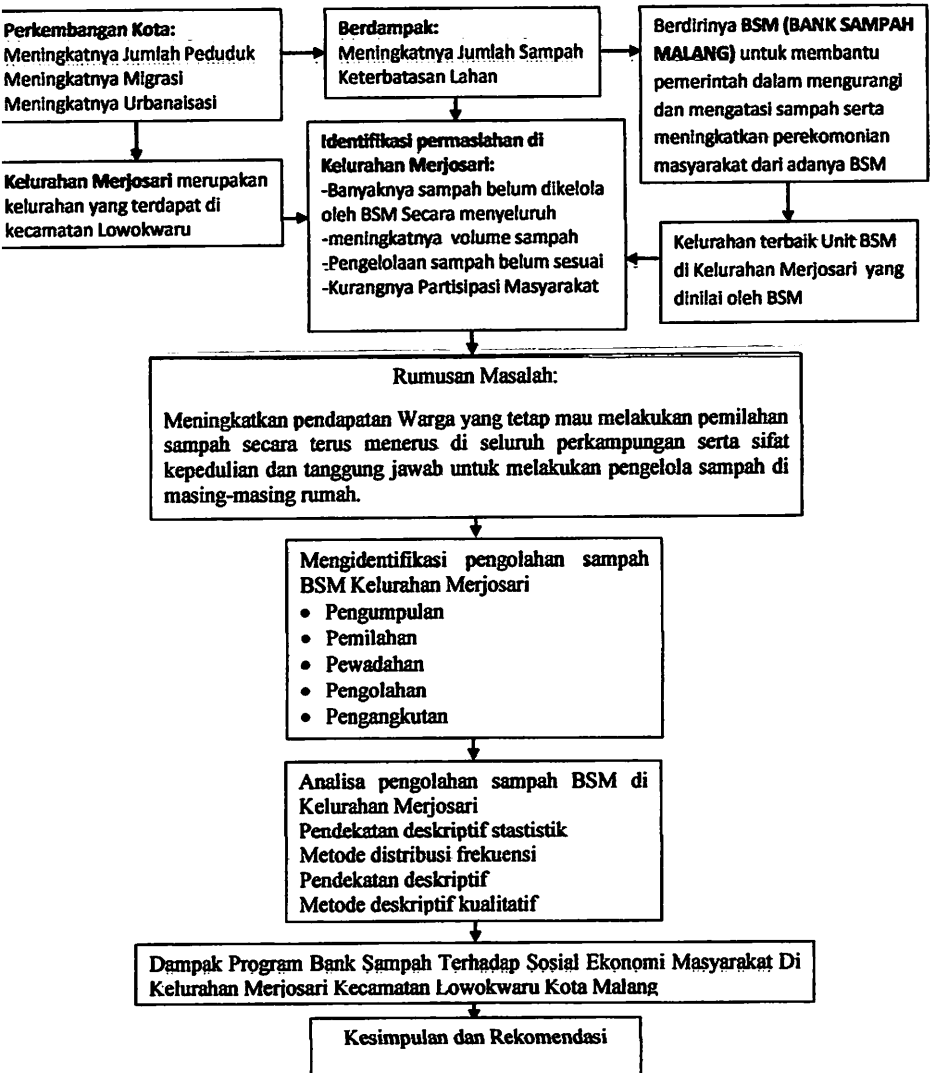 Perkembangan Kota:
Meningkatnya Jumlah Peduduk
Meningkatnya Migrasi
Meningkatnya Urbanaisasi
Berdampak:
Meningkatnya Jumlah Sampah
Keterbatasan Lahan
Berdirinya BSM (BANK SAMPAH
MALANG) untuk membantu
pemerintah dalam mengurangi
dan mengatasi sampah serta
meningkatkan perekomonian
masyarakat dari adanya BSM
Kelurahan Merjosari merupakan
kelurahan yang terdapat di
kecamatan Lowokwaru
Identifikasi permaslahan di
Kelurahan Merjosari:
-Banyaknya sampah belum dikelola
oleh BSM Secara menyeluruh
-meningkatnya volume sampah
-Pengelolaan sampah belum sesuai
-Kurangnya Partisipasi Masyarakat
Kelurahan terbaik Unit BSM
di Kelurahan Merjosari yang
dinilai oleh BSM
Rumusan Masalah:
Meningkatkan pendapatan Warga yang tetap mau melakukan pemilahan
sampah secara terus menerus di seluruh perkampungan serta sifat
kepedulian dan tanggung jawab untuk melakukan pengelola sampah di
masing-masing rumah.
Mengidentifikasi pengolahan sampah
BSM Kelurahan Merjosari
• Pengumpulan
• Pemilahan
• Pewadahan
• Pengolahan
• Pengangkutan
Analisa pengolahan sampah BSM di
Kelurahan Merjosari
Pendekatan deskriptif stastistik
Metode distribusi frekuensi
Pendekatan deskriptif
Metode deskriptif kualitatif
Dampak Program Bank Sampah Terhadap Sosial Ekonomi Masyarakat Di
Kelurahan Merjosari Kecamatan Lowokwaru Kota Malang
Kesimpulan dan Rekomendasi